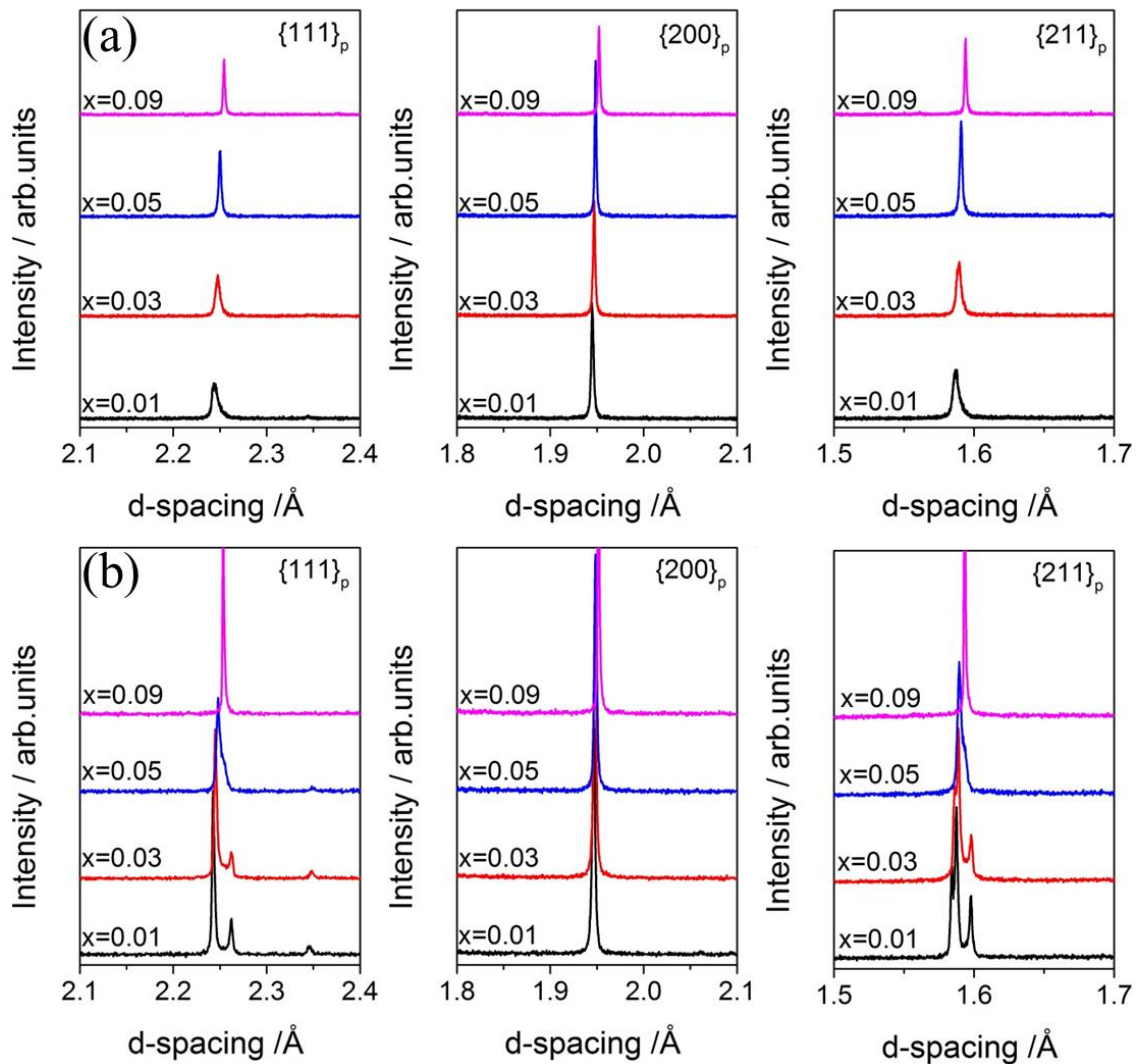 (a)
{111}p
x=0.09
x=0.05
x=0.03
x=0.01
Intensity / arb.units
2.1 2.2 2.3 2.4
d-spacing /Å
{200}p
x=0.09
x=0.05
x=0.03
x=0.01
Intensity / arb.units
1.8 1.9 2.0 2.1
d-spacing /Å
{211}p
x=0.09
x=0.05
x=0.03
x=0.01
Intensity / arb.units
1.5 1.6 1.7
d-spacing /Å
(b)
{111}p
x=0.09
x=0.05
x=0.03
x=0.01
Intensity / arb.units
2.1 2.2 2.3 2.4
d-spacing /Å
{200}p
x=0.09
x=0.05
x=0.03
x=0.01
Intensity / arb.units
1.8 1.9 2.0 2.1
d-spacing /Å
{211}p
x=0.09
x=0.05
x=0.03
x=0.01
Intensity / arb.units
1.5 1.6 1.7
d-spacing /Å